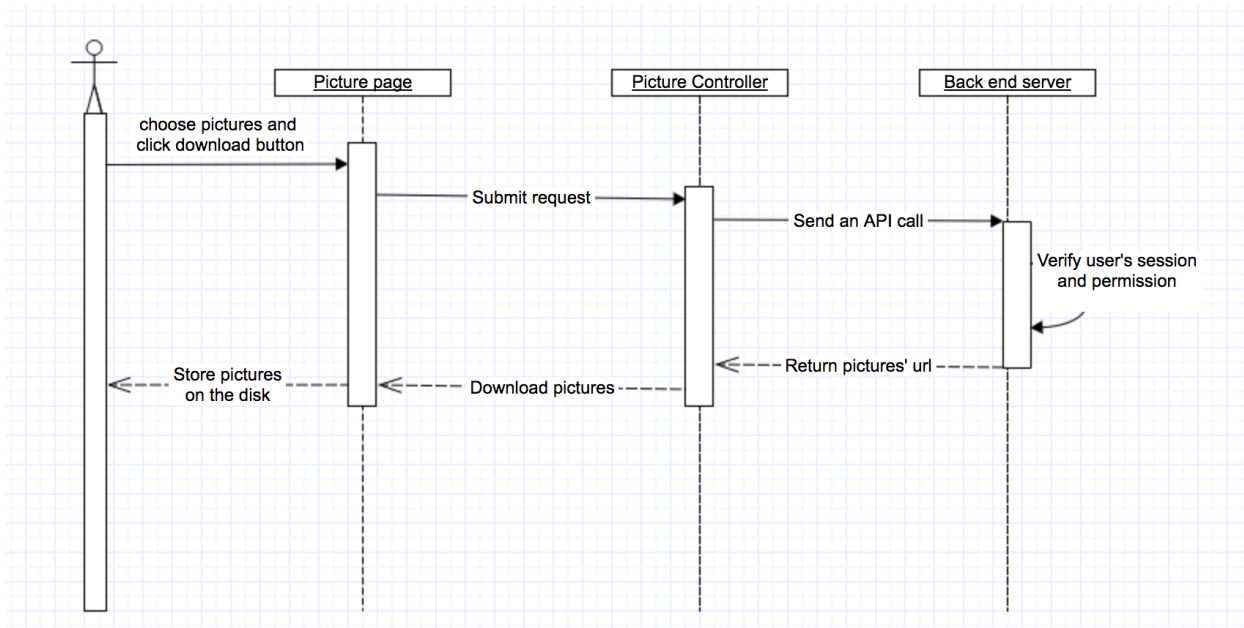 Picture page
Picture Controller
Back end server
choose pictures and
click download button
Submit request
Send an API call
Verify user's session
and permission
Return pictures' url
Download pictures
Store pictures
on the disk